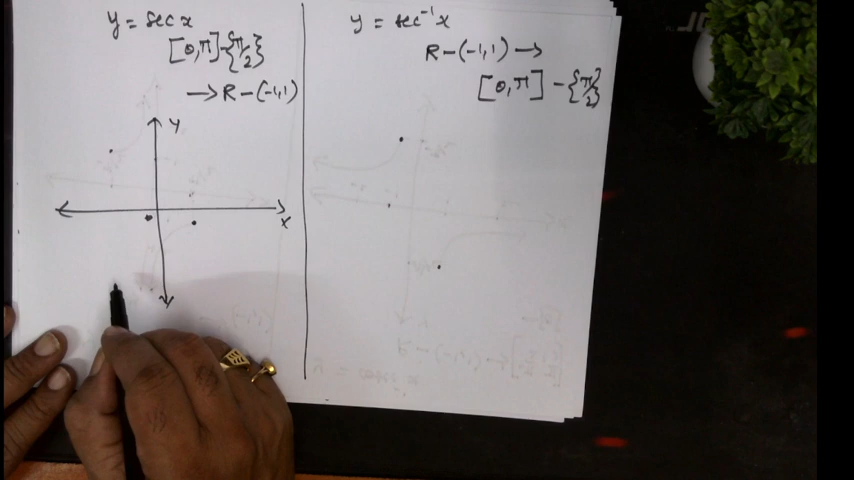 y = sec x
[0,π]-{π/2}
→ R-(-1,1)
y
x
y = sec⁻¹x
R-(-1,1) →
[0,π] - {π/2}